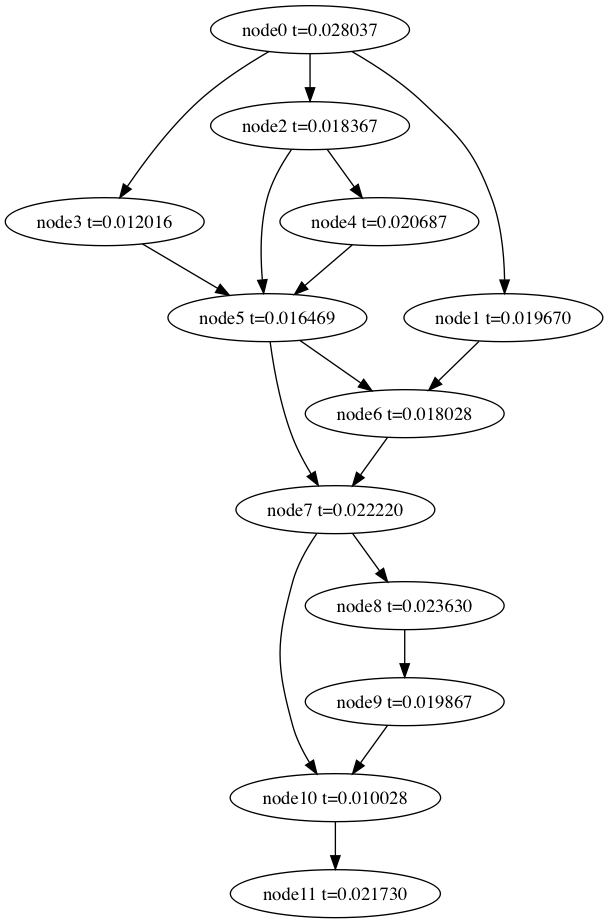 node0 t=0.028037
node2 t=0.018367
node3 t=0.012016
node4 t=0.020687
node5 t=0.016469
node1 t=0.019670
node6 t=0.018028
node7 t=0.022220
node8 t=0.023630
node9 t=0.019867
node10 t=0.010028
node11 t=0.021730